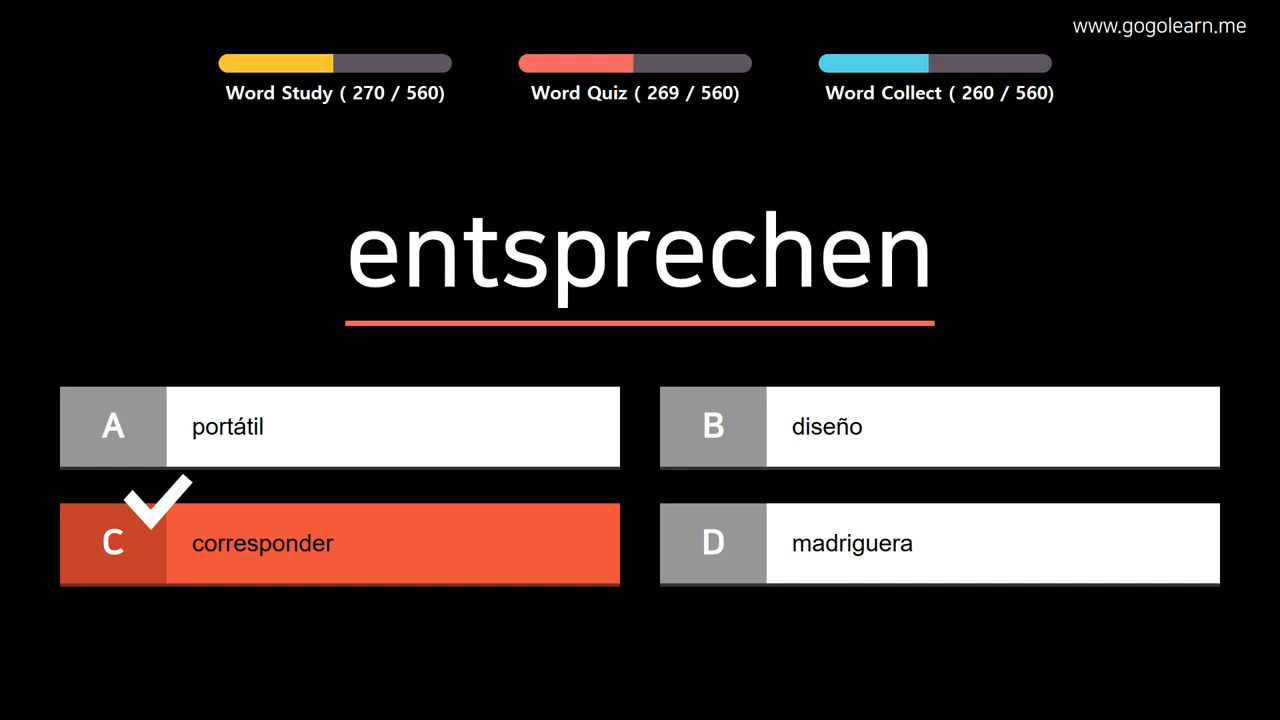 www.gogolearn.me
Word Study ( 270 / 560)
Word Quiz ( 269 / 560)
Word Collect ( 260 / 560)
entsprechen
A portátil
B diseño
C corresponder
D madriguera